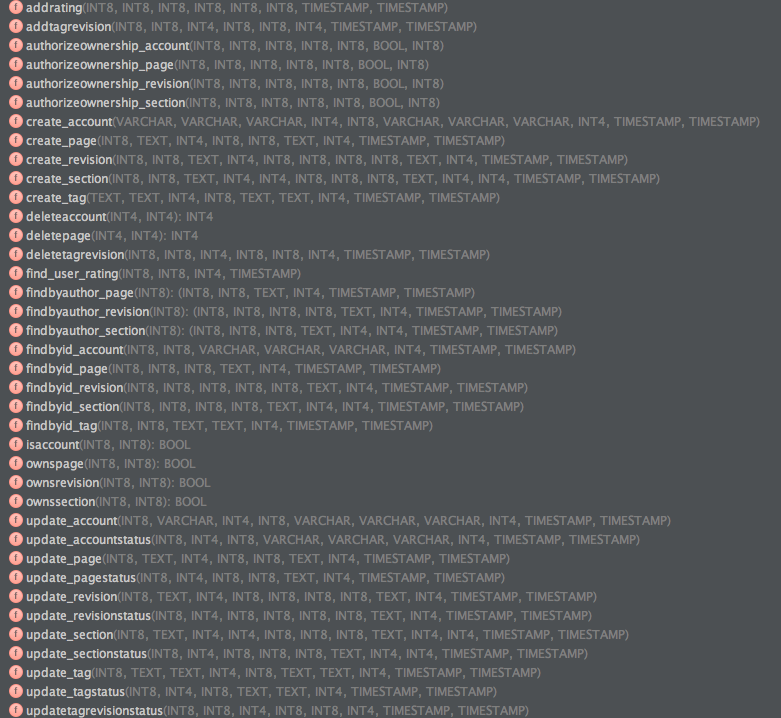 addrating(INT8, INT8, INT8, INT8, INT8, TIMESTAMP, TIMESTAMP)
addtagrevision(INT8, INT8, INT4, INT8, INT8, INT4, TIMESTAMP, TIMESTAMP)
authorizeownership_account(INT8, INT8, INT8, INT8, INT8, BOOL, INT8)
authorizeownership_page(INT8, INT8, INT8, INT8, INT8, BOOL, INT8)
authorizeownership_revision(INT8, INT8, INT8, INT8, INT8, BOOL, INT8)
authorizeownership_section(INT8, INT8, INT8, INT8, INT8, BOOL, INT8)
create_account(VARCHAR, VARCHAR, VARCHAR, INT4, INT8, VARCHAR, VARCHAR, VARCHAR, INT4, TIMESTAMP, TIMESTAMP)
create_page(INT8, TEXT, INT4, INT8, INT8, TEXT, INT4, TIMESTAMP, TIMESTAMP)
create_revision(INT8, INT8, TEXT, INT4, INT8, INT8, INT8, INT8, TEXT, INT4, TIMESTAMP, TIMESTAMP)
create_section(INT8, INT8, TEXT, INT4, INT4, INT8, INT8, INT8, TEXT, INT4, INT4, TIMESTAMP, TIMESTAMP)
create_tag(TEXT, TEXT, INT4, INT8, TEXT, TEXT, INT4, TIMESTAMP, TIMESTAMP)
deleteaccount(INT4, INT4): INT4
deletepage(INT4, INT4): INT4
deletetagrevision(INT8, INT8, INT4, INT8, INT8, INT4, TIMESTAMP, TIMESTAMP)
find_user_rating(INT8, INT8, INT4, TIMESTAMP)
findbyauthor_page(INT8): (INT8, INT8, TEXT, INT4, TIMESTAMP, TIMESTAMP)
findbyauthor_revision(INT8): (INT8, INT8, INT8, INT8, TEXT, INT4, TIMESTAMP, TIMESTAMP)
findbyauthor_section(INT8): (INT8, INT8, INT8, TEXT, INT4, INT4, TIMESTAMP, TIMESTAMP)
findbyid_account(INT8, INT8, VARCHAR, VARCHAR, VARCHAR, INT4, TIMESTAMP, TIMESTAMP)
findbyid_page(INT8, INT8, INT8, TEXT, INT4, TIMESTAMP, TIMESTAMP)
findbyid_revision(INT8, INT8, INT8, INT8, INT8, TEXT, INT4, TIMESTAMP, TIMESTAMP)
findbyid_section(INT8, INT8, INT8, INT8, TEXT, INT4, INT4, TIMESTAMP, TIMESTAMP)
findbyid_tag(INT8, INT8, TEXT, TEXT, INT4, TIMESTAMP, TIMESTAMP)
isaccount(INT8, INT8): BOOL
ownspage(INT8, INT8): BOOL
ownsrevision(INT8, INT8): BOOL
ownssection(INT8, INT8): BOOL
update_account(INT8, VARCHAR, INT4, INT8, VARCHAR, VARCHAR, VARCHAR, INT4, TIMESTAMP, TIMESTAMP)
update_accountstatus(INT8, INT4, INT8, VARCHAR, VARCHAR, VARCHAR, INT4, TIMESTAMP, TIMESTAMP)
update_page(INT8, TEXT, INT4, INT8, INT8, TEXT, INT4, TIMESTAMP, TIMESTAMP)
update_pagestatus(INT8, INT4, INT8, INT8, TEXT, INT4, TIMESTAMP, TIMESTAMP)
update_revision(INT8, TEXT, INT4, INT8, INT8, INT8, INT8, TEXT, INT4, TIMESTAMP, TIMESTAMP)
update_revisionstatus(INT8, INT4, INT8, INT8, INT8, INT8, TEXT, INT4, TIMESTAMP, TIMESTAMP)
update_section(INT8, TEXT, INT4, INT4, INT8, INT8, INT8, TEXT, INT4, INT4, TIMESTAMP, TIMESTAMP)
update_sectionstatus(INT8, INT4, INT8, INT8, INT8, TEXT, INT4, INT4, TIMESTAMP, TIMESTAMP)
update_tag(INT8, TEXT, TEXT, INT4, INT8, TEXT, TEXT, INT4, TIMESTAMP, TIMESTAMP)
update_tagstatus(INT8, INT4, INT8, TEXT, TEXT, INT4, TIMESTAMP, TIMESTAMP)
updatetagrevisionstatus(INT8, INT8, INT4, INT8, INT8, INT4, TIMESTAMP, TIMESTAMP)